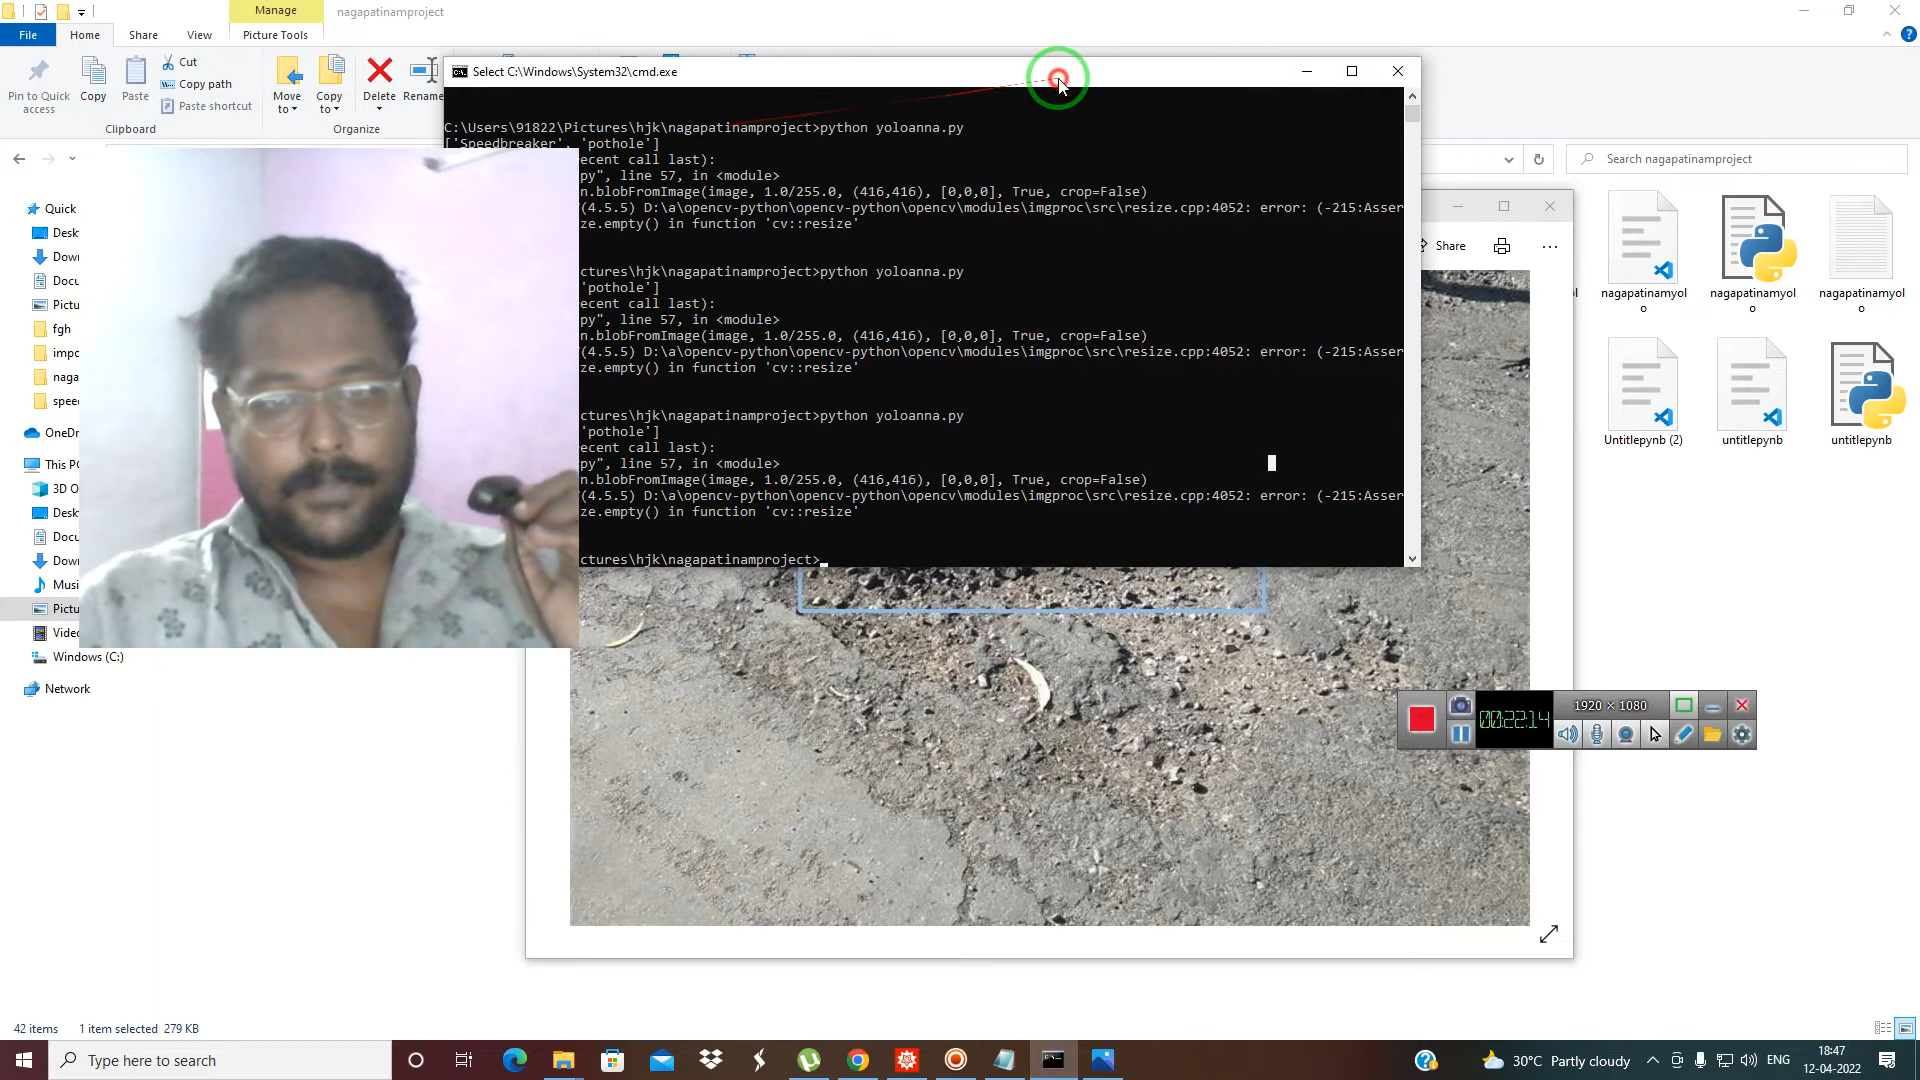 Manage
nagapatinamproject
File
Home
Share
View
Picture Tools
Pin to Quick access
Copy
Paste
Cut
Copy path
Paste shortcut
Clipboard
Move to
Copy to
Delete
Rename
Organize
Search nagapatinamproject
Select C:\Windows\System32\cmd.exe
C:\Users\91822\Pictures\hjk\nagapatinamproject>python yoloanna.py
['Speedbreaker', 'pothole']
ecent call last):
py", line 57, in <module>
n.blobFromImage(image, 1.0/255.0, (416,416), [0,0,0], True, crop=False)
(4.5.5) D:\a\opencv-python\opencv-python\opencv\modules\imgproc\src\resize.cpp:4052: error: (-215:Asser
ze.empty() in function 'cv::resize'
ctures\hjk\nagapatinamproject>python yoloanna.py
'pothole']
ecent call last):
py", line 57, in <module>
n.blobFromImage(image, 1.0/255.0, (416,416), [0,0,0], True, crop=False)
(4.5.5) D:\a\opencv-python\opencv-python\opencv\modules\imgproc\src\resize.cpp:4052: error: (-215:Asser
ze.empty() in function 'cv::resize'
ctures\hjk\nagapatinamproject>python yoloanna.py
'pothole']
ecent call last):
py", line 57, in <module>
n.blobFromImage(image, 1.0/255.0, (416,416), [0,0,0], True, crop=False)
(4.5.5) D:\a\opencv-python\opencv-python\opencv\modules\imgproc\src\resize.cpp:4052: error: (-215:Asser
ze.empty() in function 'cv::resize'
ctures\hjk\nagapatinamproject>
Quick
Desk
Down
Docu
Pictu
fgh
impo
naga
spee
OneDr
This PC
3D O
Desk
Docu
Down
Musi
Pictu
Video
Windows (C:)
Network
Share
nagapatinamyol
o
nagapatinamyol
o
nagapatinamyol
o
Untitlepynb (2)
untitlepynb
untitlepynb
1920 × 1080
00:22:14
42 items
1 item selected 279 KB
Type here to search
30°C Partly cloudy
ENG
18:47
12-04-2022